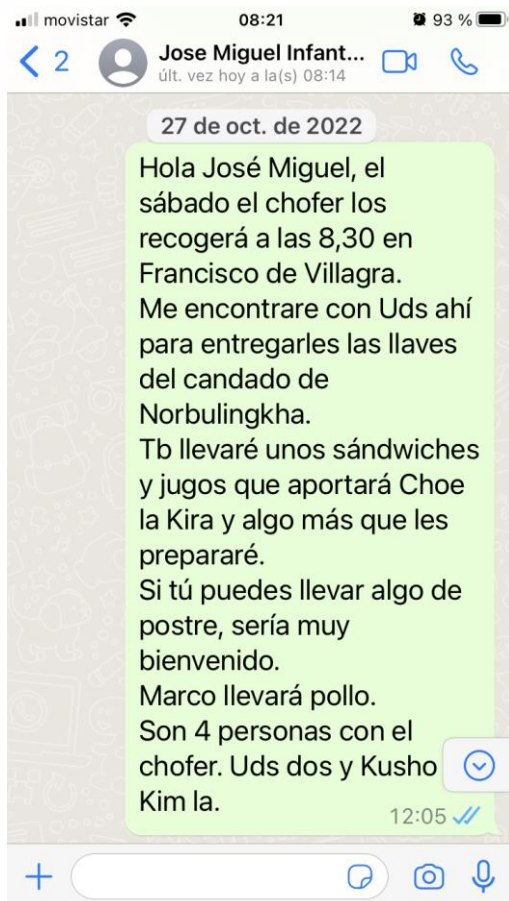 movistar 08:21 93 %
2 Jose Miguel Infant...
últ. vez hoy a la(s) 08:14
27 de oct. de 2022
Hola José Miguel, el
sábado el chofer los
recogerá a las 8,30 en
Francisco de Villagra.
Me encontrare con Uds ahí
para entregarles las llaves
del candado de
Norbulingkha.
Tb llevaré unos sándwiches
y jugos que aportará Choe
la Kira y algo más que les
prepararé.
Si tú puedes llevar algo de
postre, sería muy
bienvenido.
Marco llevará pollo.
Son 4 personas con el
chofer. Uds dos y Kusho
Kim la.
12:05